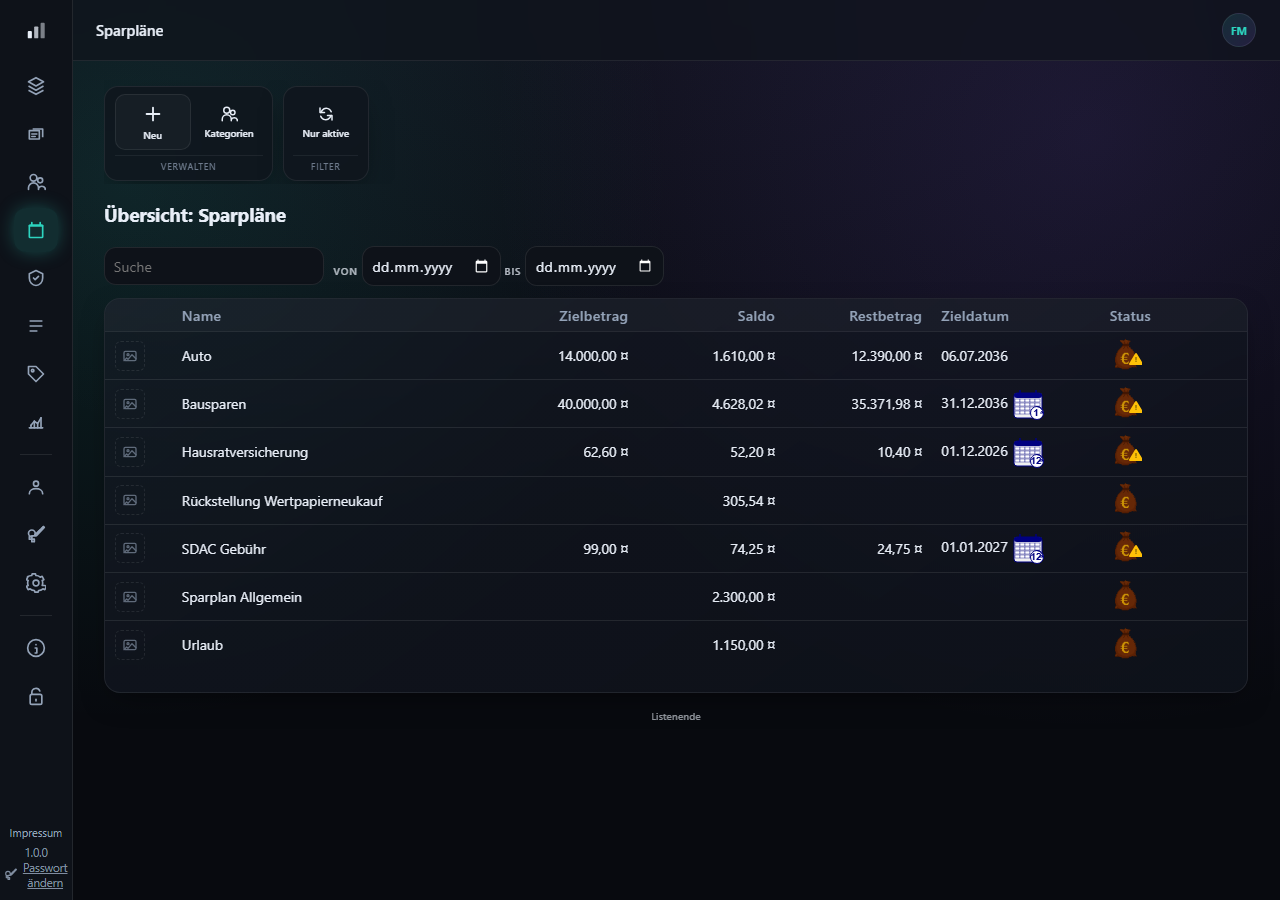 Sparpläne
FM
Neu
Kategorien
VERWALTEN
Nur aktive
FILTER
Übersicht: Sparpläne
Suche VON dd.mm.yyyy BIS dd.mm.yyyy
Name Zielbetrag Saldo Restbetrag Zieldatum Status
Auto 14.000,00 ¤ 1.610,00 ¤ 12.390,00 ¤ 06.07.2036 €
Bausparen 40.000,00 ¤ 4.628,02 ¤ 35.371,98 ¤ 31.12.2036 1 €
Hausratversicherung 62,60 ¤ 52,20 ¤ 10,40 ¤ 01.12.2026 12 €
Rückstellung Wertpapierneukauf 305,54 ¤ €
SDAC Gebühr 99,00 ¤ 74,25 ¤ 24,75 ¤ 01.01.2027 12 €
Sparplan Allgemein 2.300,00 ¤ €
Urlaub 1.150,00 ¤ €
Listenende
Impressum
1.0.0
Passwort
ändern